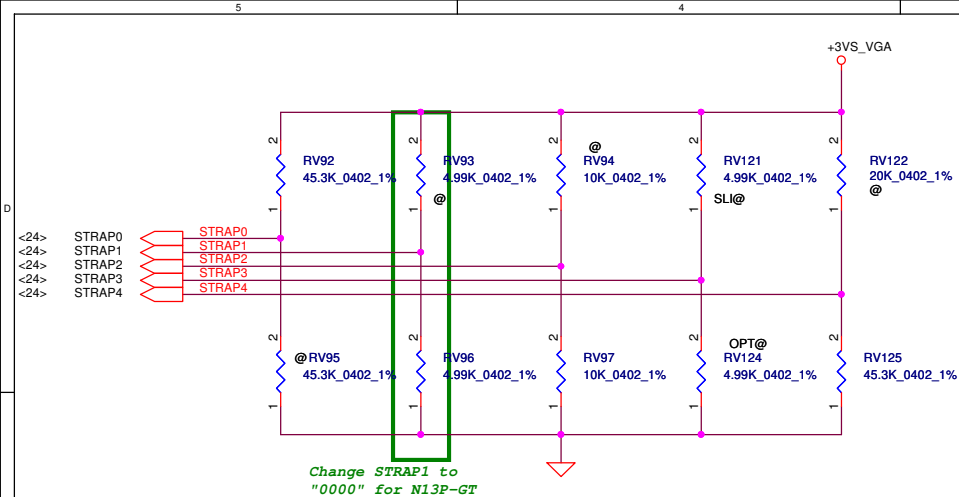 5 4
+3VS_VGA
RV92
45.3K_0402_1%
RV93
4.99K_0402_1%
@
@
RV94
10K_0402_1%
RV121
4.99K_0402_1%
SLI@
RV122
20K_0402_1%
@
2 2 2 2 2
1 1 1 1 1
D
<24> STRAP0 STRAP0
<24> STRAP1 STRAP1
<24> STRAP2 STRAP2
<24> STRAP3 STRAP3
<24> STRAP4 STRAP4
2 2 2 2 2
@RV95
45.3K_0402_1%
RV96
4.99K_0402_1%
RV97
10K_0402_1%
OPT@
RV124
4.99K_0402_1%
RV125
45.3K_0402_1%
1 1 1 1 1
Change STRAP1 to
"0000" for N13P-GT